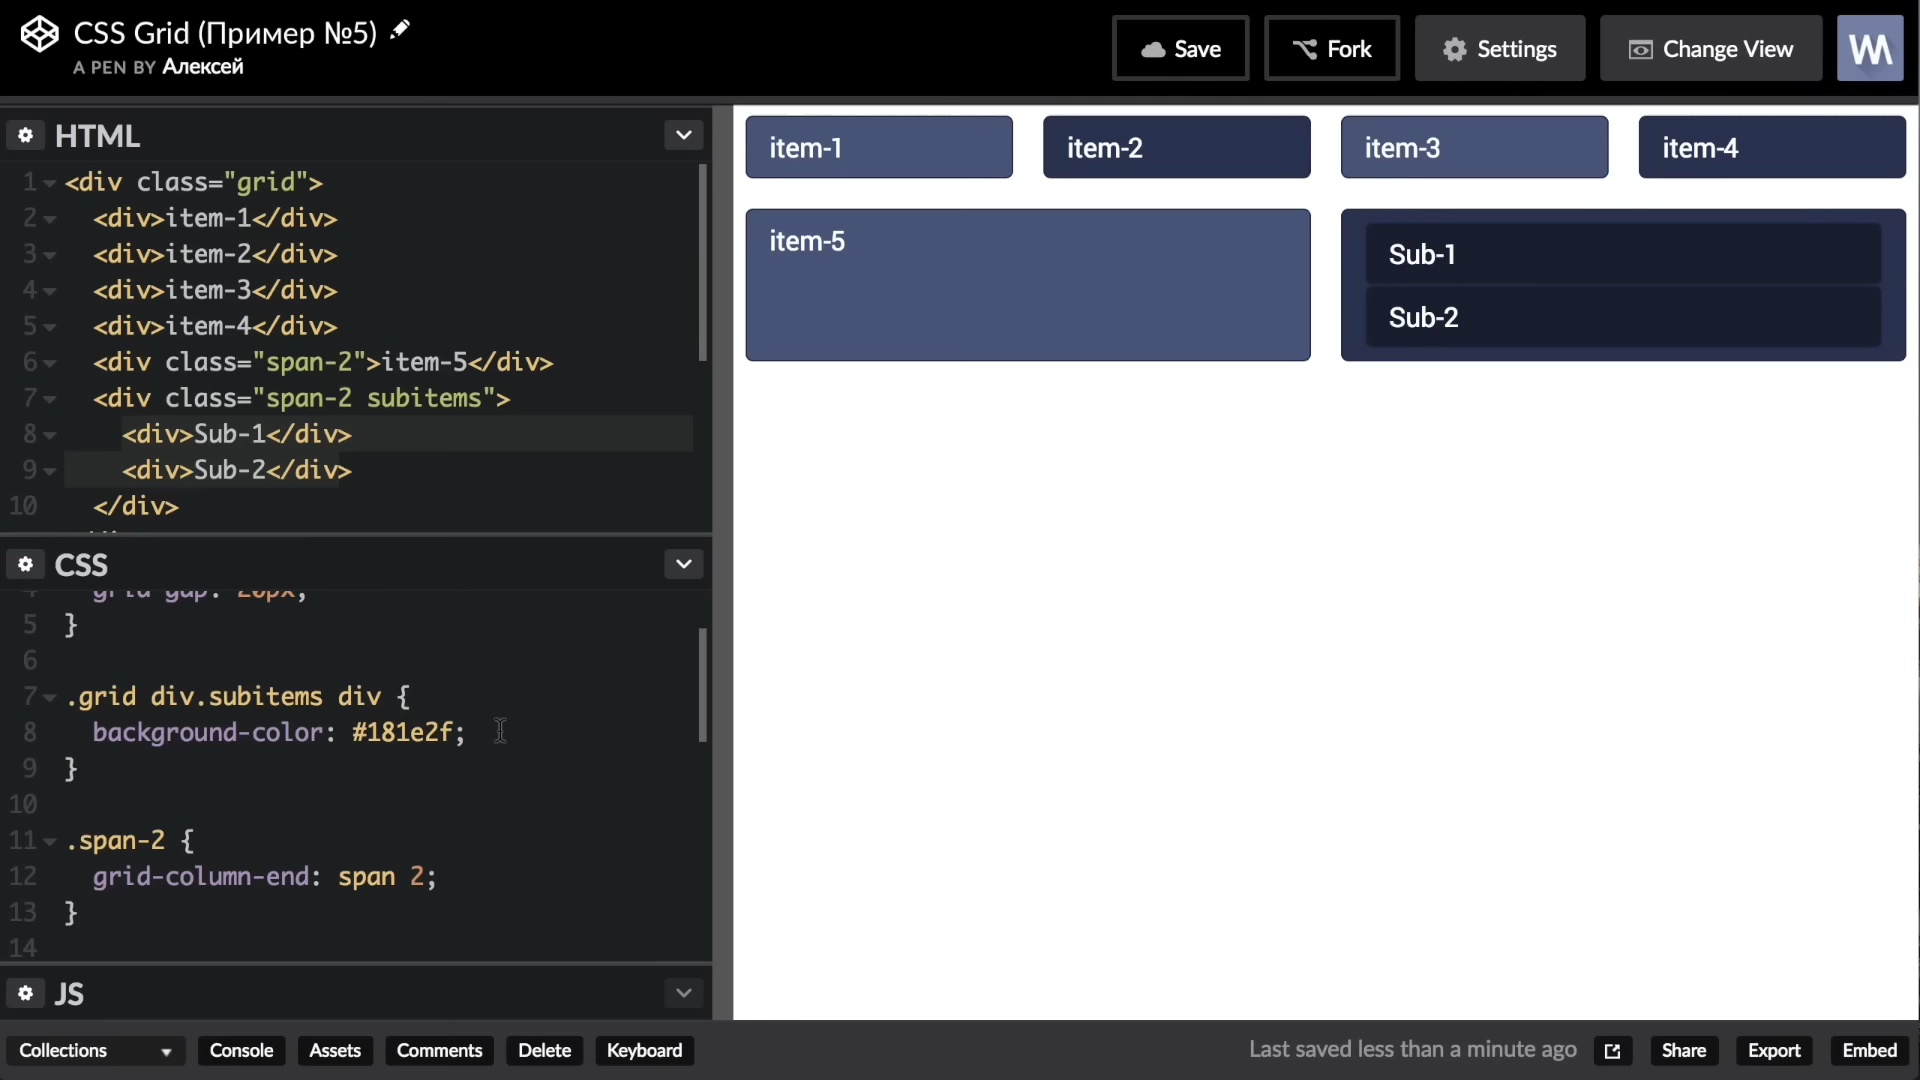 CSS Grid (Пример №5)
A PEN BY Алексей
Save
Fork
Settings
Change View
HTML
1 <div class="grid">
2 <div>item-1</div>
3 <div>item-2</div>
4 <div>item-3</div>
5 <div>item-4</div>
6 <div class="span-2">item-5</div>
7 <div class="span-2 subitems">
8 <div>Sub-1</div>
9 <div>Sub-2</div>
10 </div>
CSS
5 }
6
7 .grid div.subitems div {
8 background-color: #181e2f;
9 }
10
11 .span-2 {
12 grid-column-end: span 2;
13 }
14
JS
item-1
item-2
item-3
item-4
item-5
Sub-1
Sub-2
Collections
Console
Assets
Comments
Delete
Keyboard
Last saved less than a minute ago
Share
Export
Embed